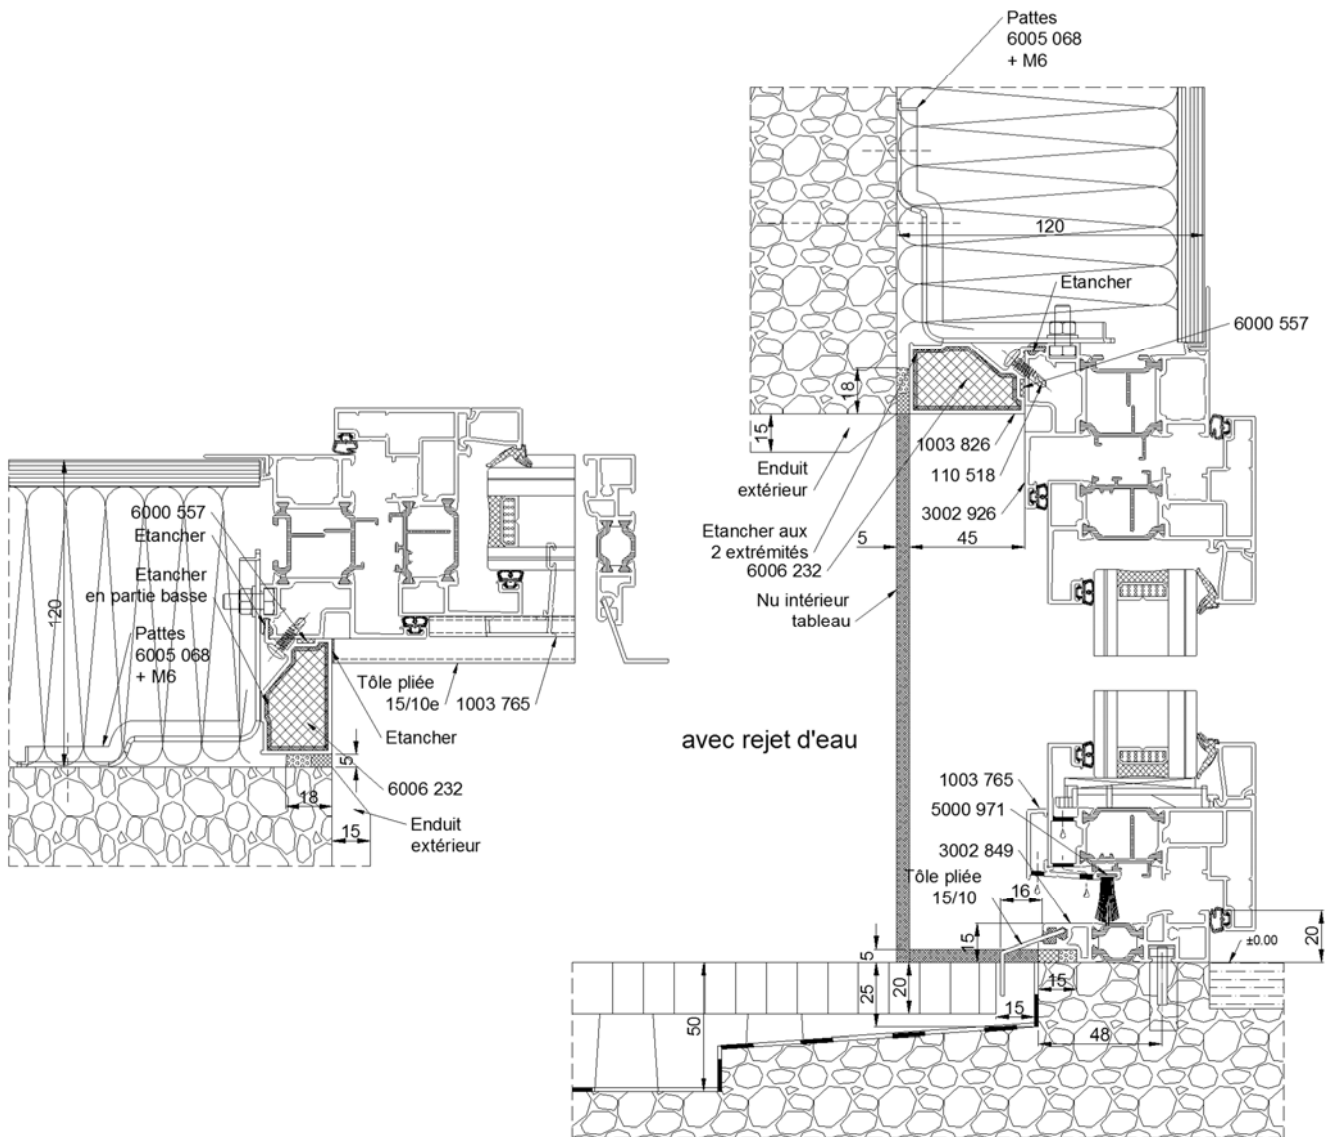 Pattes
6005 068
+ M6
120
Etancher
6000 557
18
15
1003 826
Enduit
extérieur
110 518
3002 926
Etancher aux
2 extrémités
5
45
6006 232
Nu intérieur
tableau
6000 557
Etancher
Etancher
en partie basse
120
Pattes
6005 068
+ M6
Tôle pliée
15/10e
1003 765
Etancher
5
6006 232
18
15
Enduit
extérieur
avec rejet d'eau
1003 765
5000 971
3002 849
Tôle pliée
15/10
16
15
5
20
±0.00
25
20
15
50
15
48